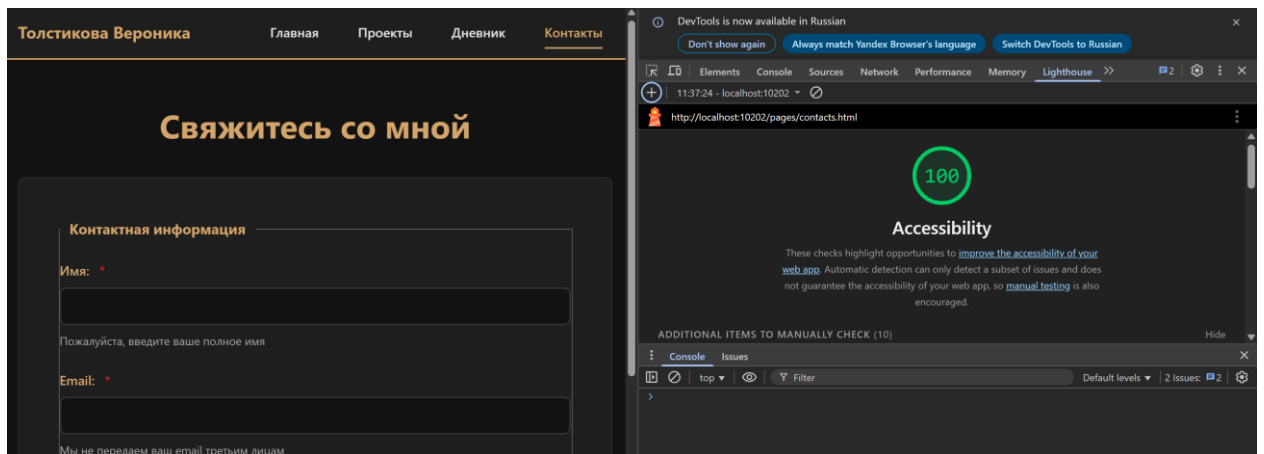 Толстикова Вероника
Главная
Проекты
Дневник
Контакты
Свяжитесь со мной
Контактная информация
Имя: *
Пожалуйста, введите ваше полное имя
Email: *
Мы не передаем ваш email третьим лицам
DevTools is now available in Russian
Don't show again
Always match Yandex Browser's language
Switch DevTools to Russian
Elements
Console
Sources
Network
Performance
Memory
Lighthouse
2
11:37:24 - localhost:10202
http://localhost:10202/pages/contacts.html
100
Accessibility
These checks highlight opportunities to improve the accessibility of your
web app. Automatic detection can only detect a subset of issues and does
not guarantee the accessibility of your web app, so manual testing is also
encouraged.
ADDITIONAL ITEMS TO MANUALLY CHECK (10)
Hide
Console
Issues
top
Filter
Default levels
2 Issues:
2